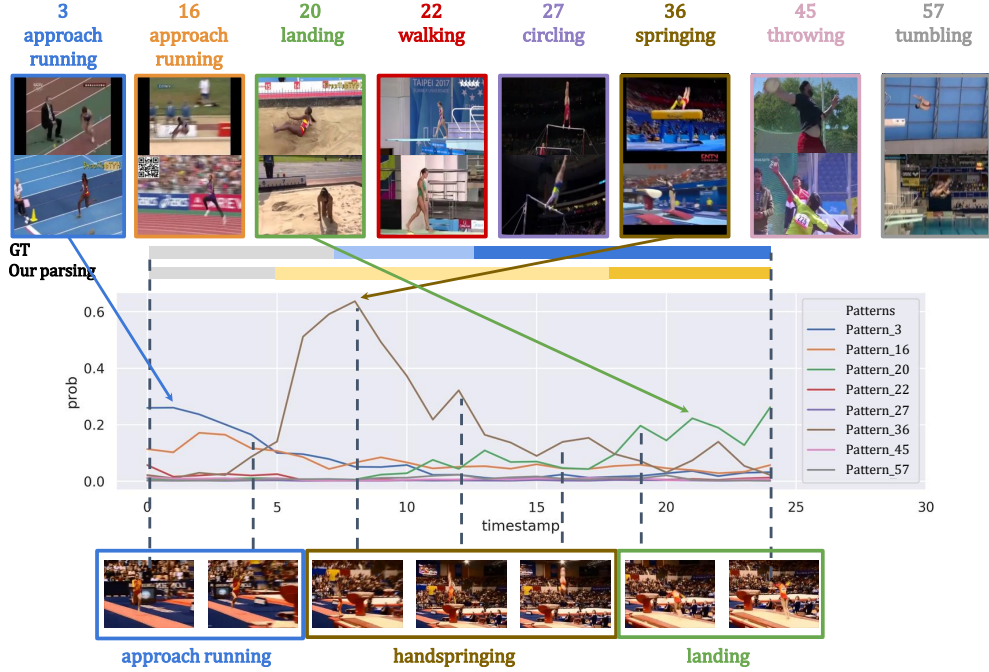 3
approach
running
16
approach
running
20
landing
22
walking
27
circling
36
springing
45
throwing
57
tumbling
TAIPEI 2017
GT
Our parsing
0.6
0.4
0.2
0.0
prob
0
5
10
15
20
25
30
timestamp
Patterns
Pattern_3
Pattern_16
Pattern_20
Pattern_22
Pattern_27
Pattern_36
Pattern_45
Pattern_57
approach running
handspringing
landing